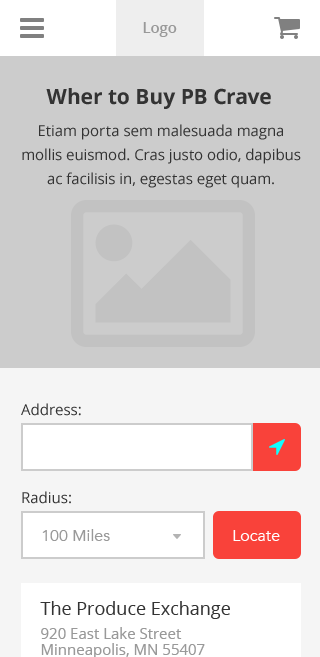 Logo
Wher to Buy PB Crave
Etiam porta sem malesuada magna
mollis euismod. Cras justo odio, dapibus
ac facilisis in, egestas eget quam.
Address:
Radius:
100 Miles
Locate
The Produce Exchange
920 East Lake Street
Minneapolis, MN 55407